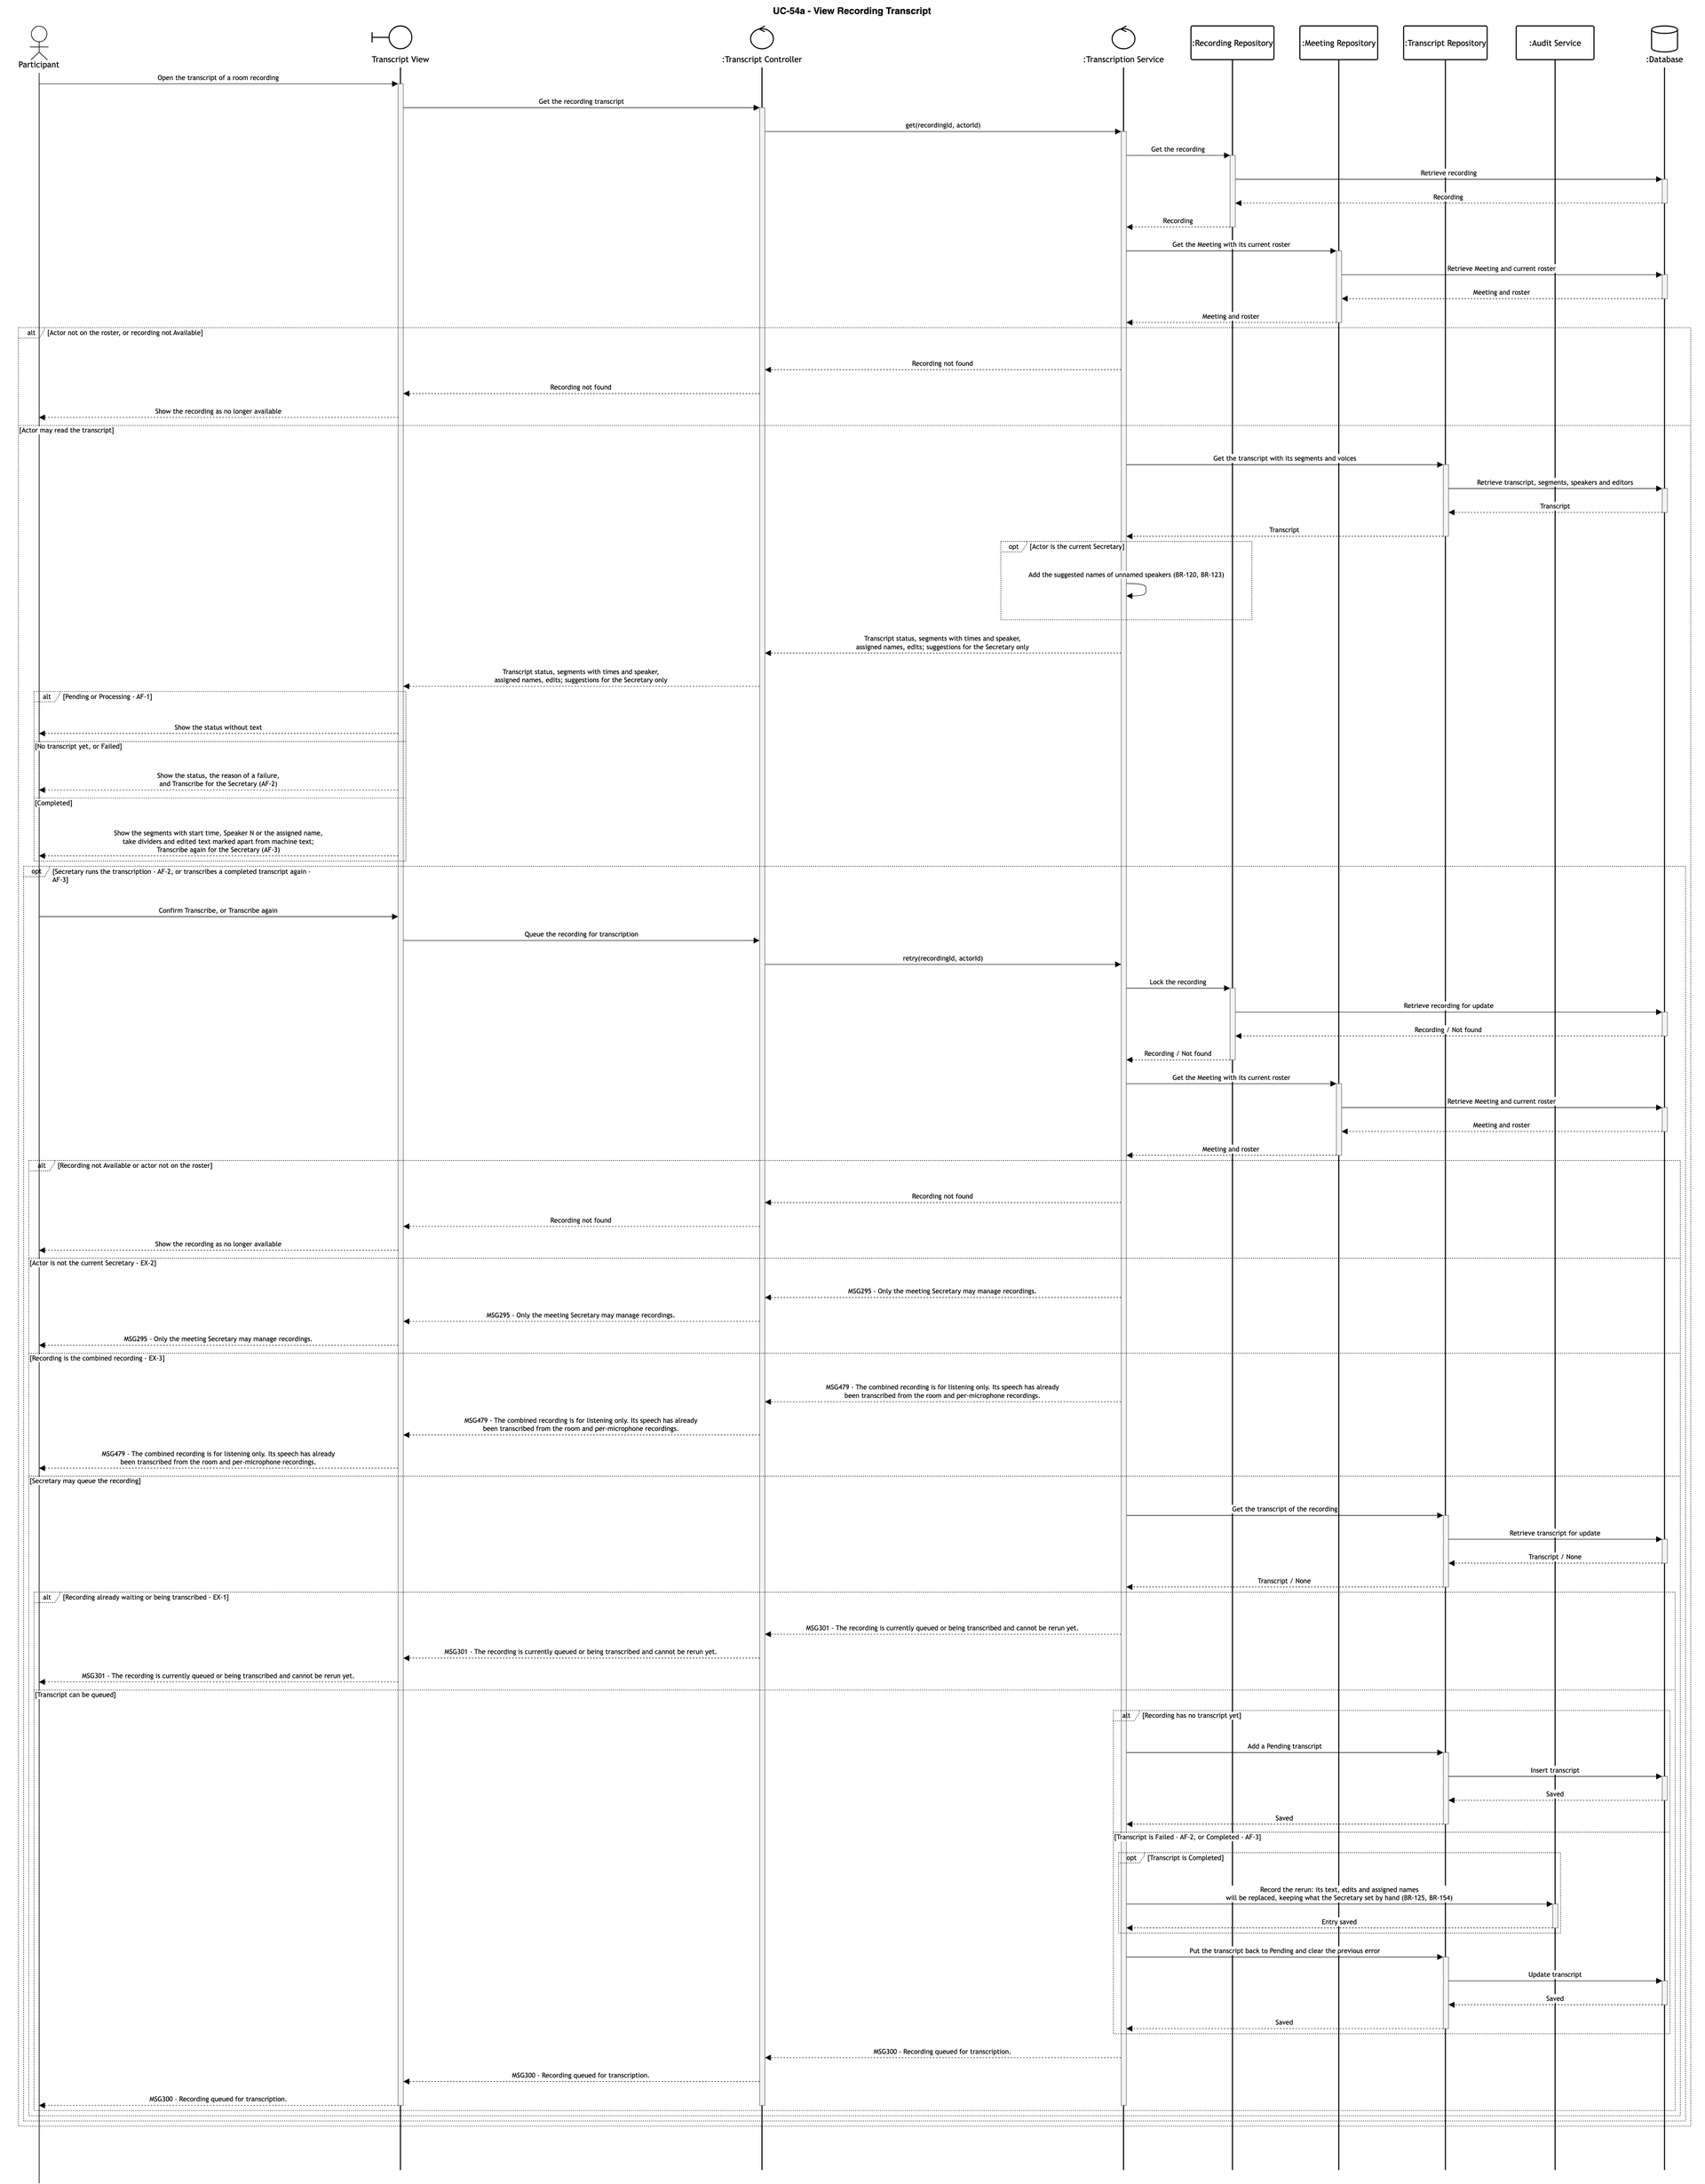 UC-54a - View Recording Transcript
Participant
Transcript View
:Transcript Controller
:Transcription Service
:Recording Repository
:Meeting Repository
:Transcript Repository
:Audit Service
:Database
Open the transcript of a room recording
Get the recording transcript
get(recordingId, actorId)
Get the recording
Retrieve recording
Recording
Recording
Get the Meeting with its current roster
Retrieve Meeting and current roster
Meeting and roster
Meeting and roster
alt [Actor not on the roster, or recording not Available]
Recording not found
Recording not found
Show the recording as no longer available
[Actor may read the transcript]
Get the transcript with its segments and voices
Retrieve transcript, segments, speakers and editors
Transcript
Transcript
opt [Actor is the current Secretary]
Add the suggested names of unnamed speakers (BR-120, BR-123)
Transcript status, segments with times and speaker,
assigned names, edits; suggestions for the Secretary only
Transcript status, segments with times and speaker,
assigned names, edits; suggestions for the Secretary only
alt [Pending or Processing - AF-1]
Show the status without text
[No transcript yet, or Failed]
Show the status, the reason of a failure,
and Transcribe for the Secretary (AF-2)
[Completed]
Show the segments with start time, Speaker N or the assigned name,
take dividers and edited text marked apart from machine text;
Transcribe again for the Secretary (AF-3)
opt [Secretary runs the transcription - AF-2, or transcribes a completed transcript again -
AF-3]
Confirm Transcribe, or Transcribe again
Queue the recording for transcription
retry(recordingId, actorId)
Lock the recording
Retrieve recording for update
Recording / Not found
Recording / Not found
Get the Meeting with its current roster
Retrieve Meeting and current roster
Meeting and roster
Meeting and roster
alt [Recording not Available or actor not on the roster]
Recording not found
Recording not found
Show the recording as no longer available
[Actor is not the current Secretary - EX-2]
MSG295 - Only the meeting Secretary may manage recordings.
MSG295 - Only the meeting Secretary may manage recordings.
MSG295 - Only the meeting Secretary may manage recordings.
[Recording is the combined recording - EX-3]
MSG479 - The combined recording is for listening only. Its speech has already
been transcribed from the room and per-microphone recordings.
MSG479 - The combined recording is for listening only. Its speech has already
been transcribed from the room and per-microphone recordings.
MSG479 - The combined recording is for listening only. Its speech has already
been transcribed from the room and per-microphone recordings.
[Secretary may queue the recording]
Get the transcript of the recording
Retrieve transcript for update
Transcript / None
Transcript / None
alt [Recording already waiting or being transcribed - EX-1]
MSG301 - The recording is currently queued or being transcribed and cannot be rerun yet.
MSG301 - The recording is currently queued or being transcribed and cannot be rerun yet.
MSG301 - The recording is currently queued or being transcribed and cannot be rerun yet.
[Transcript can be queued]
alt [Recording has no transcript yet]
Add a Pending transcript
Insert transcript
Saved
Saved
[Transcript is Failed - AF-2, or Completed - AF-3]
opt [Transcript is Completed]
Record the rerun: its text, edits and assigned names
will be replaced, keeping what the Secretary set by hand (BR-125, BR-154)
Entry saved
Put the transcript back to Pending and clear the previous error
Update transcript
Saved
Saved
MSG300 - Recording queued for transcription.
MSG300 - Recording queued for transcription.
MSG300 - Recording queued for transcription.